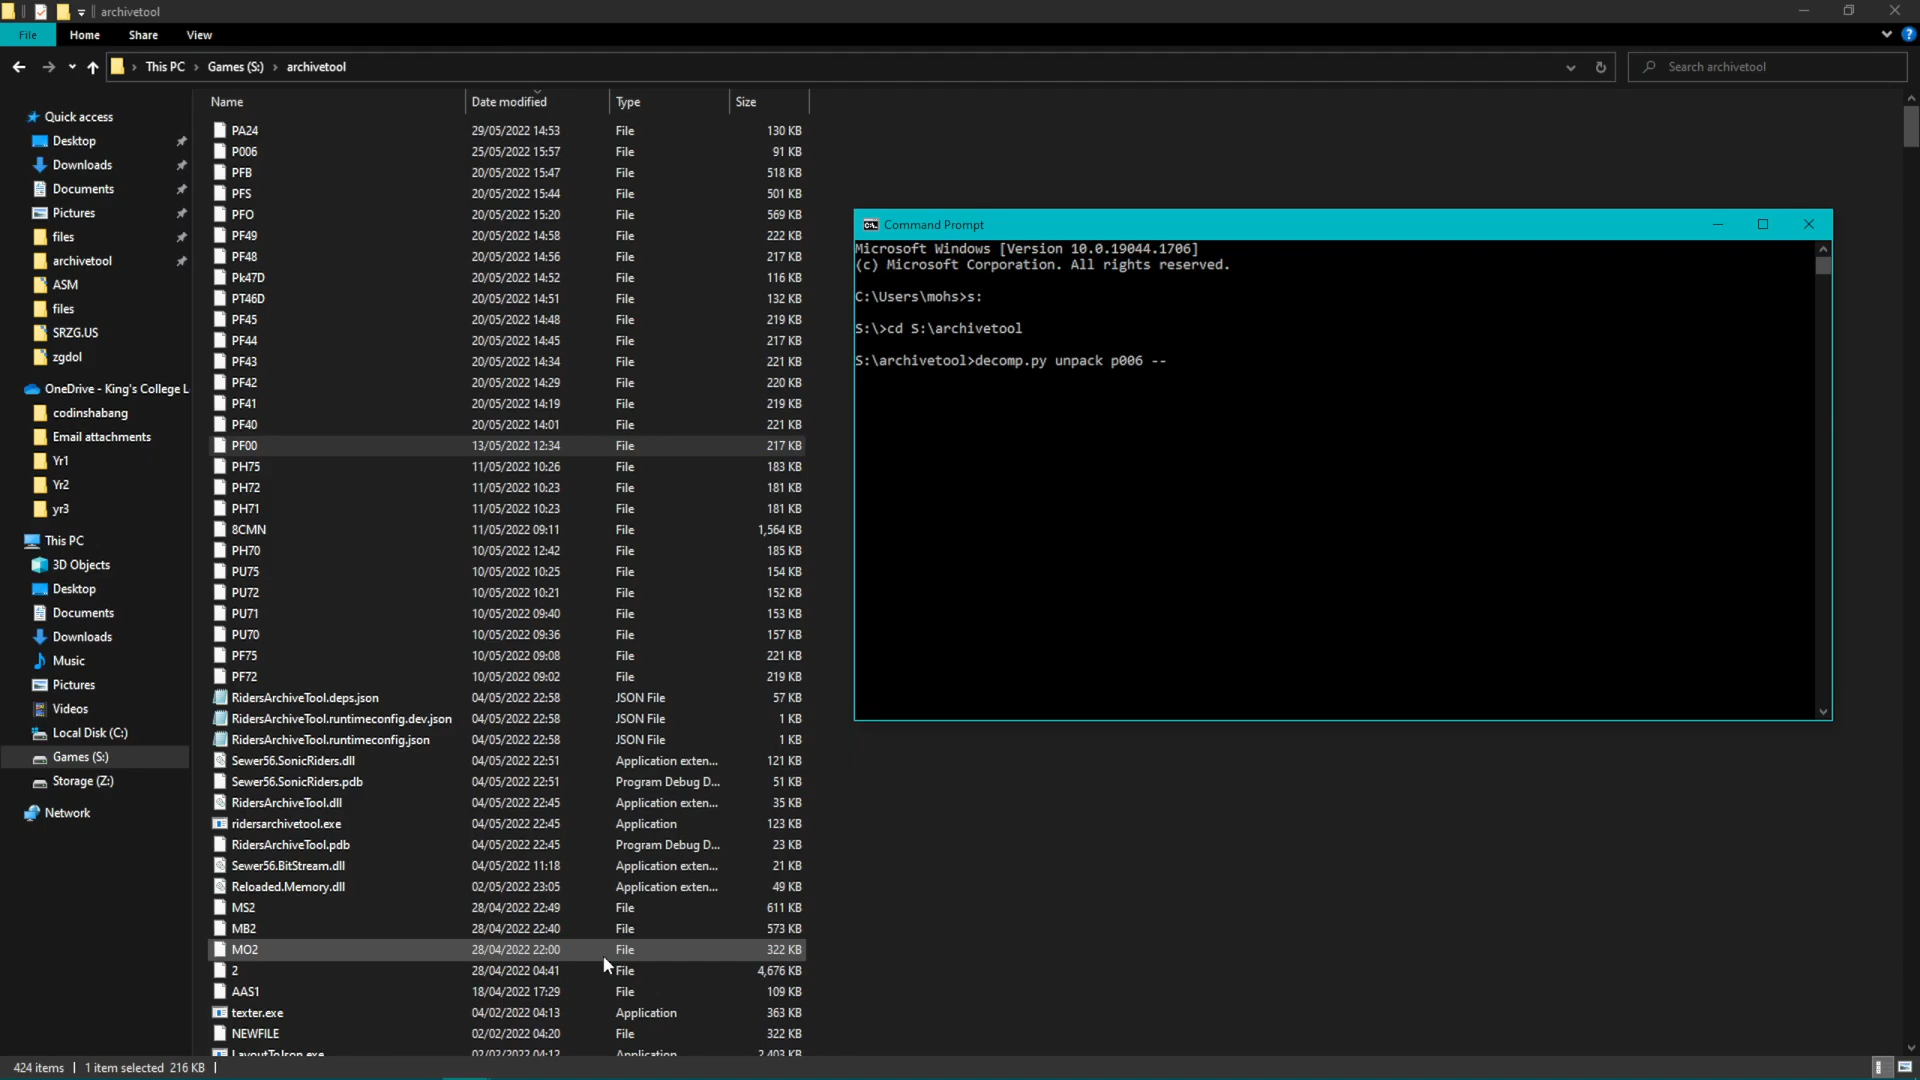 archivetool
File Home Share View
This PC > Games (S:) > archivetool
Search archivetool
Quick access
Desktop
Downloads
Documents
Pictures
files
archivetool
ASM
files
SRZG.US
zgdol
OneDrive - King's College L
codinshabang
Email attachments
Yr1
Yr2
yr3
This PC
3D Objects
Desktop
Documents
Downloads
Music
Pictures
Videos
Local Disk (C:)
Games (S:)
Storage (Z:)
Network
Name Date modified Type Size
PA24 29/05/2022 14:53 File 130 KB
P006 25/05/2022 15:57 File 91 KB
PFB 20/05/2022 15:47 File 518 KB
PFS 20/05/2022 15:44 File 501 KB
PFO 20/05/2022 15:20 File 569 KB
PF49 20/05/2022 14:58 File 222 KB
PF48 20/05/2022 14:56 File 217 KB
Pk47D 20/05/2022 14:52 File 116 KB
PT46D 20/05/2022 14:51 File 132 KB
PF45 20/05/2022 14:48 File 219 KB
PF44 20/05/2022 14:45 File 217 KB
PF43 20/05/2022 14:34 File 221 KB
PF42 20/05/2022 14:29 File 220 KB
PF41 20/05/2022 14:19 File 219 KB
PF40 20/05/2022 14:01 File 221 KB
PF00 13/05/2022 12:34 File 217 KB
PH75 11/05/2022 10:26 File 183 KB
PH72 11/05/2022 10:23 File 181 KB
PH71 11/05/2022 10:23 File 181 KB
8CMN 11/05/2022 09:11 File 1,564 KB
PH70 10/05/2022 12:42 File 185 KB
PU75 10/05/2022 10:25 File 154 KB
PU72 10/05/2022 10:21 File 152 KB
PU71 10/05/2022 09:40 File 153 KB
PU70 10/05/2022 09:36 File 157 KB
PF75 10/05/2022 09:08 File 221 KB
PF72 10/05/2022 09:02 File 219 KB
RidersArchiveTool.deps.json 04/05/2022 22:58 JSON File 57 KB
RidersArchiveTool.runtimeconfig.dev.json 04/05/2022 22:58 JSON File 1 KB
RidersArchiveTool.runtimeconfig.json 04/05/2022 22:58 JSON File 1 KB
Sewer56.SonicRiders.dll 04/05/2022 22:51 Application exten... 121 KB
Sewer56.SonicRiders.pdb 04/05/2022 22:51 Program Debug D... 51 KB
RidersArchiveTool.dll 04/05/2022 22:45 Application exten... 35 KB
ridersarchivetool.exe 04/05/2022 22:45 Application 123 KB
RidersArchiveTool.pdb 04/05/2022 22:45 Program Debug D... 23 KB
Sewer56.BitStream.dll 04/05/2022 11:18 Application exten... 21 KB
Reloaded.Memory.dll 02/05/2022 23:05 Application exten... 49 KB
MS2 28/04/2022 22:49 File 611 KB
MB2 28/04/2022 22:40 File 573 KB
MO2 28/04/2022 22:00 File 322 KB
2 28/04/2022 04:41 File 4,676 KB
AAS1 18/04/2022 17:29 File 109 KB
texter.exe 04/02/2022 04:13 Application 363 KB
NEWFILE 02/02/2022 04:20 File 322 KB
LayoutToJson.exe 02/02/2022 04:12 Application 2,403 KB
424 items 1 item selected 216 KB
Command Prompt
Microsoft Windows [Version 10.0.19044.1706]
(c) Microsoft Corporation. All rights reserved.
C:\Users\mohs>s:
S:\>cd S:\archivetool
S:\archivetool>decomp.py unpack p006 --